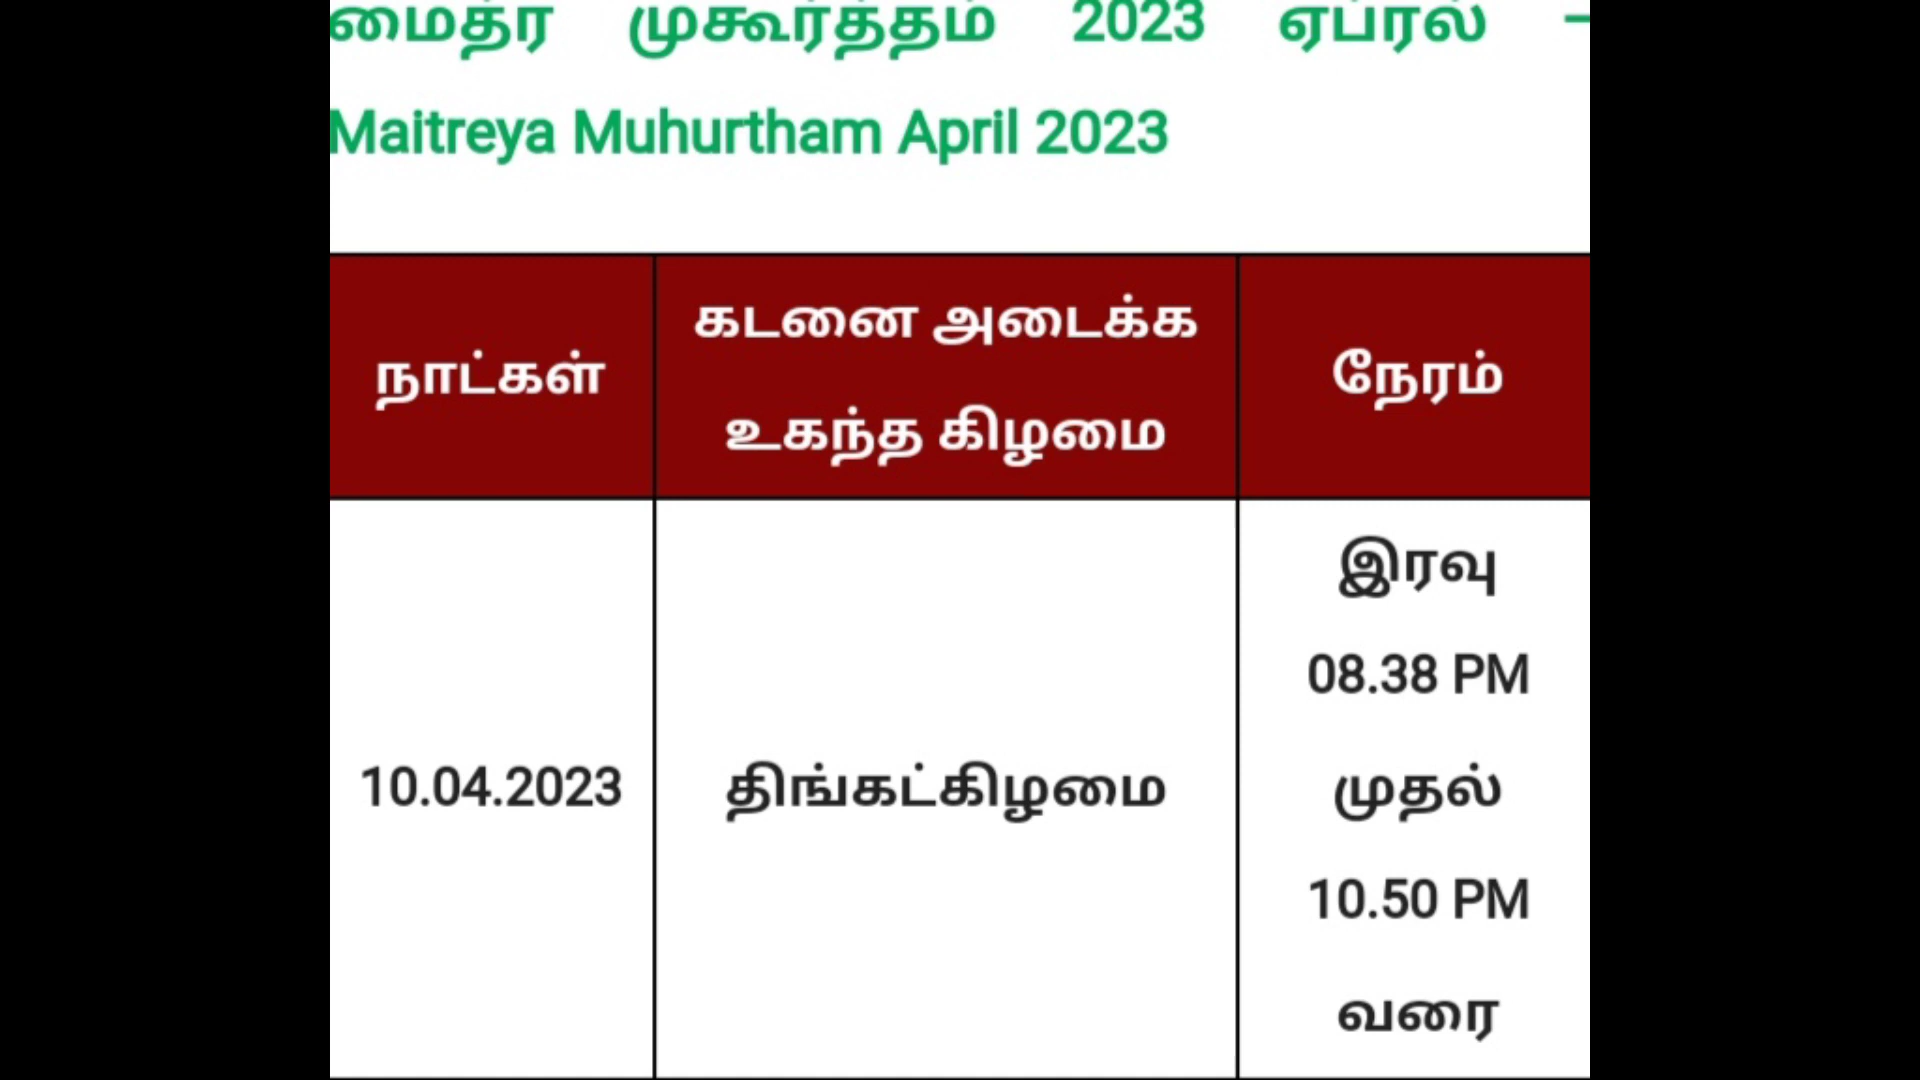 மைத்ர முகூர்த்தம் 2023 ஏப்ரல் –
Maitreya Muhurtham April 2023
நாட்கள்
கடனை அடைக்க
உகந்த கிழமை
நேரம்
10.04.2023
திங்கட்கிழமை
இரவு
08.38 PM
முதல்
10.50 PM
வரை